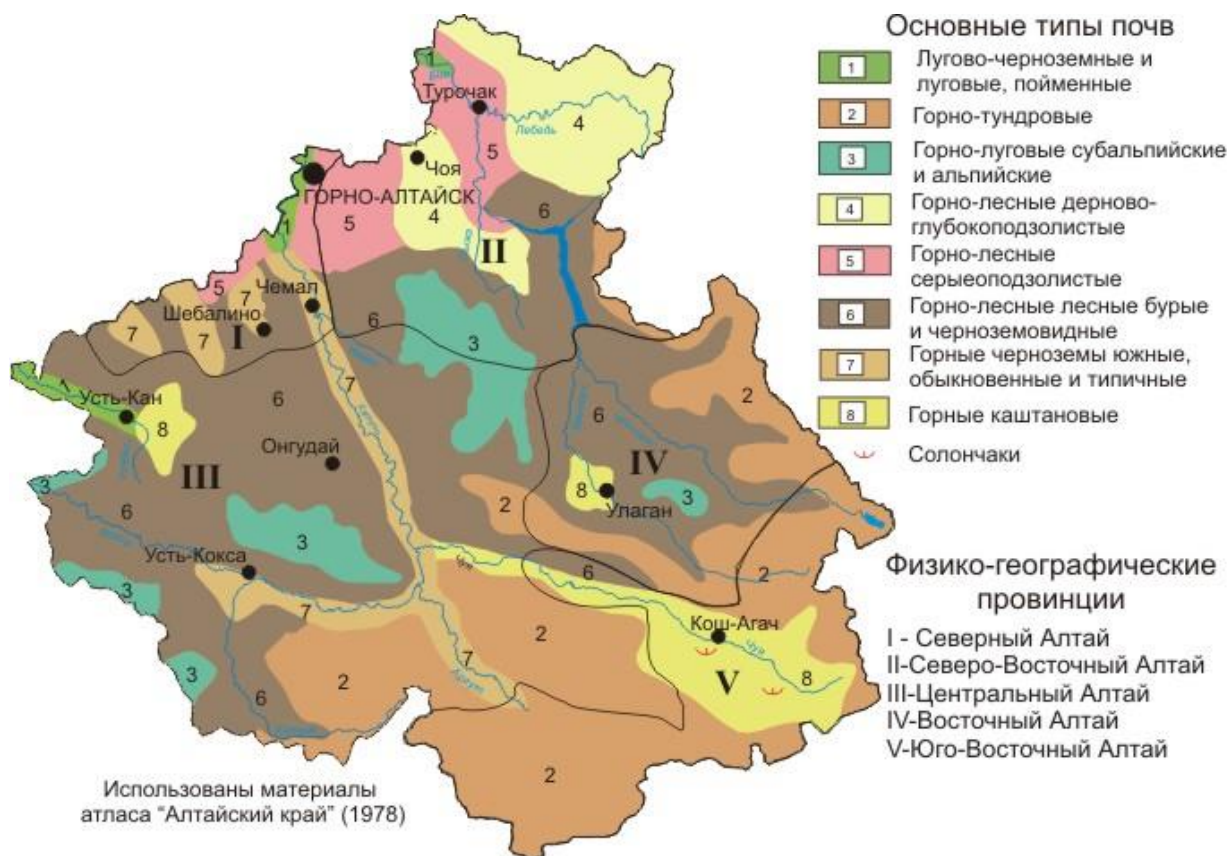 Основные типы почв
1
Лугово-черноземные и
луговые, пойменные
2
Горно-тундровые
3
Горно-луговые субальпийские
и альпийские
4
Горно-лесные дерново-
глубокоподзолистые
5
Горно-лесные
серыеоподзолистые
6
Горно-лесные лесные бурые
и черноземовидные
7
Горные черноземы южные,
обыкновенные и типичные
8
Горные каштановые
Солончаки
Физико-географические
провинции
I - Северный Алтай
II-Северо-Восточный Алтай
III-Центральный Алтай
IV-Восточный Алтай
V-Юго-Восточный Алтай
1
Турочак
Лебедь
4
5
Чоя
ГОРНО-АЛТАЙСК
4
5
6
1
II
5
Чемал
7
Шебалино
I
7
7
6
3
7
2
Усть-Кан
6
6
8
Онгудай
III
IV
3
8
3
2
Улаган
6
3
Усть-Кокса
Чуя
6
2
3
7
Кош-Агач
2
Чуя
3
7
2
8
V
6
Аргут
2
Использованы материалы
атласа "Алтайский край" (1978)